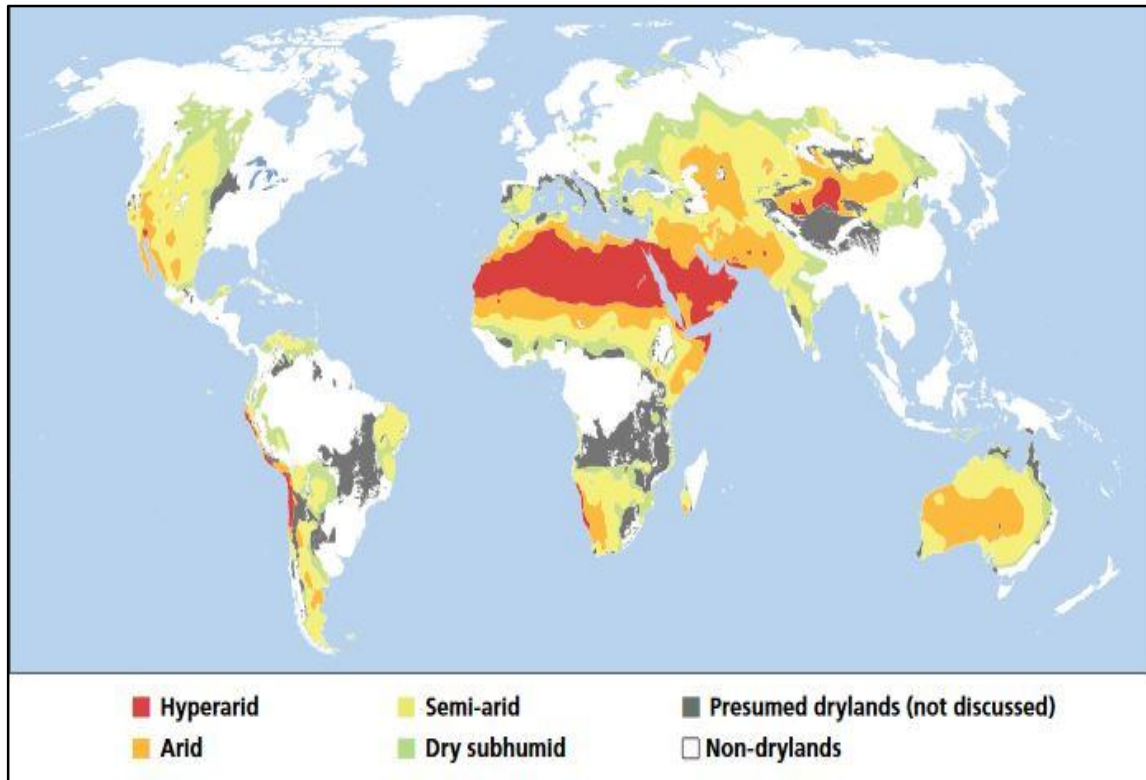 Hyperarid
Semi-arid
Presumed drylands (not discussed)
Arid
Dry subhumid
Non-drylands